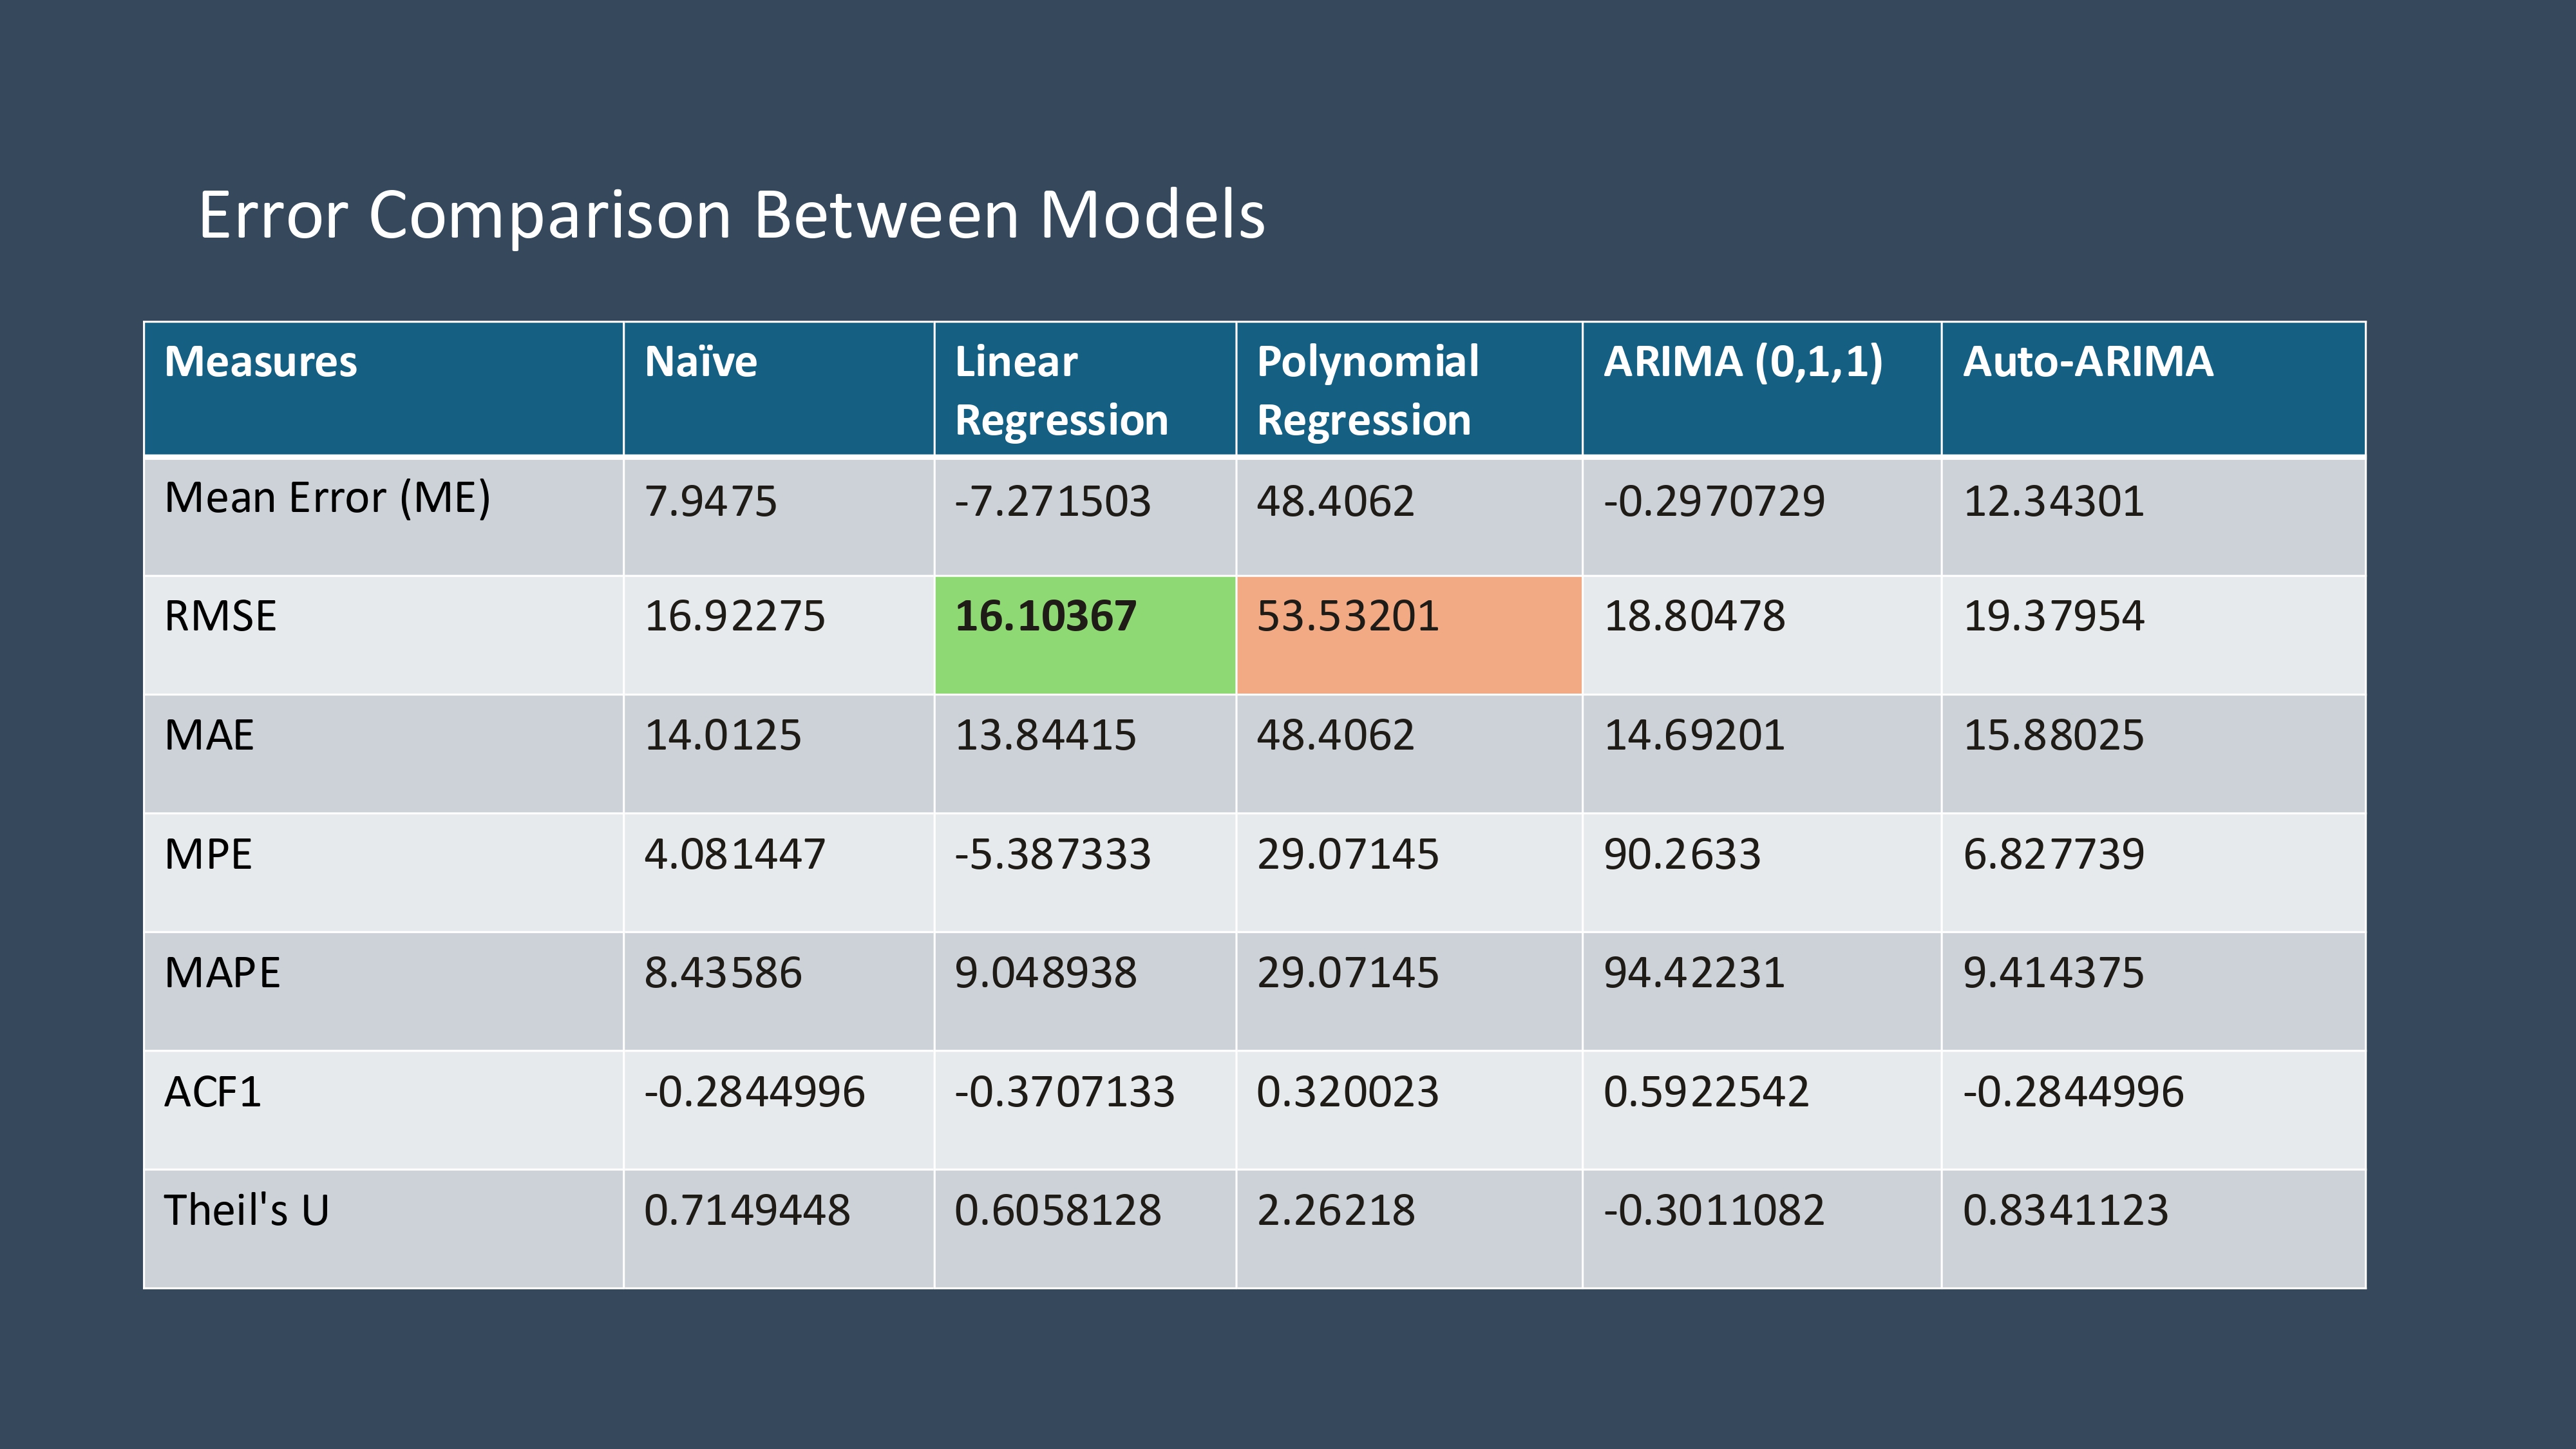 Error Comparison Between Models
Measures Naïve Linear Regression Polynomial Regression ARIMA (0,1,1) Auto-ARIMA
Mean Error (ME) 7.9475 -7.271503 48.4062 -0.2970729 12.34301
RMSE 16.92275 16.10367 53.53201 18.80478 19.37954
MAE 14.0125 13.84415 48.4062 14.69201 15.88025
MPE 4.081447 -5.387333 29.07145 90.2633 6.827739
MAPE 8.43586 9.048938 29.07145 94.42231 9.414375
ACF1 -0.2844996 -0.3707133 0.320023 0.5922542 -0.2844996
Theil's U 0.7149448 0.6058128 2.26218 -0.3011082 0.8341123